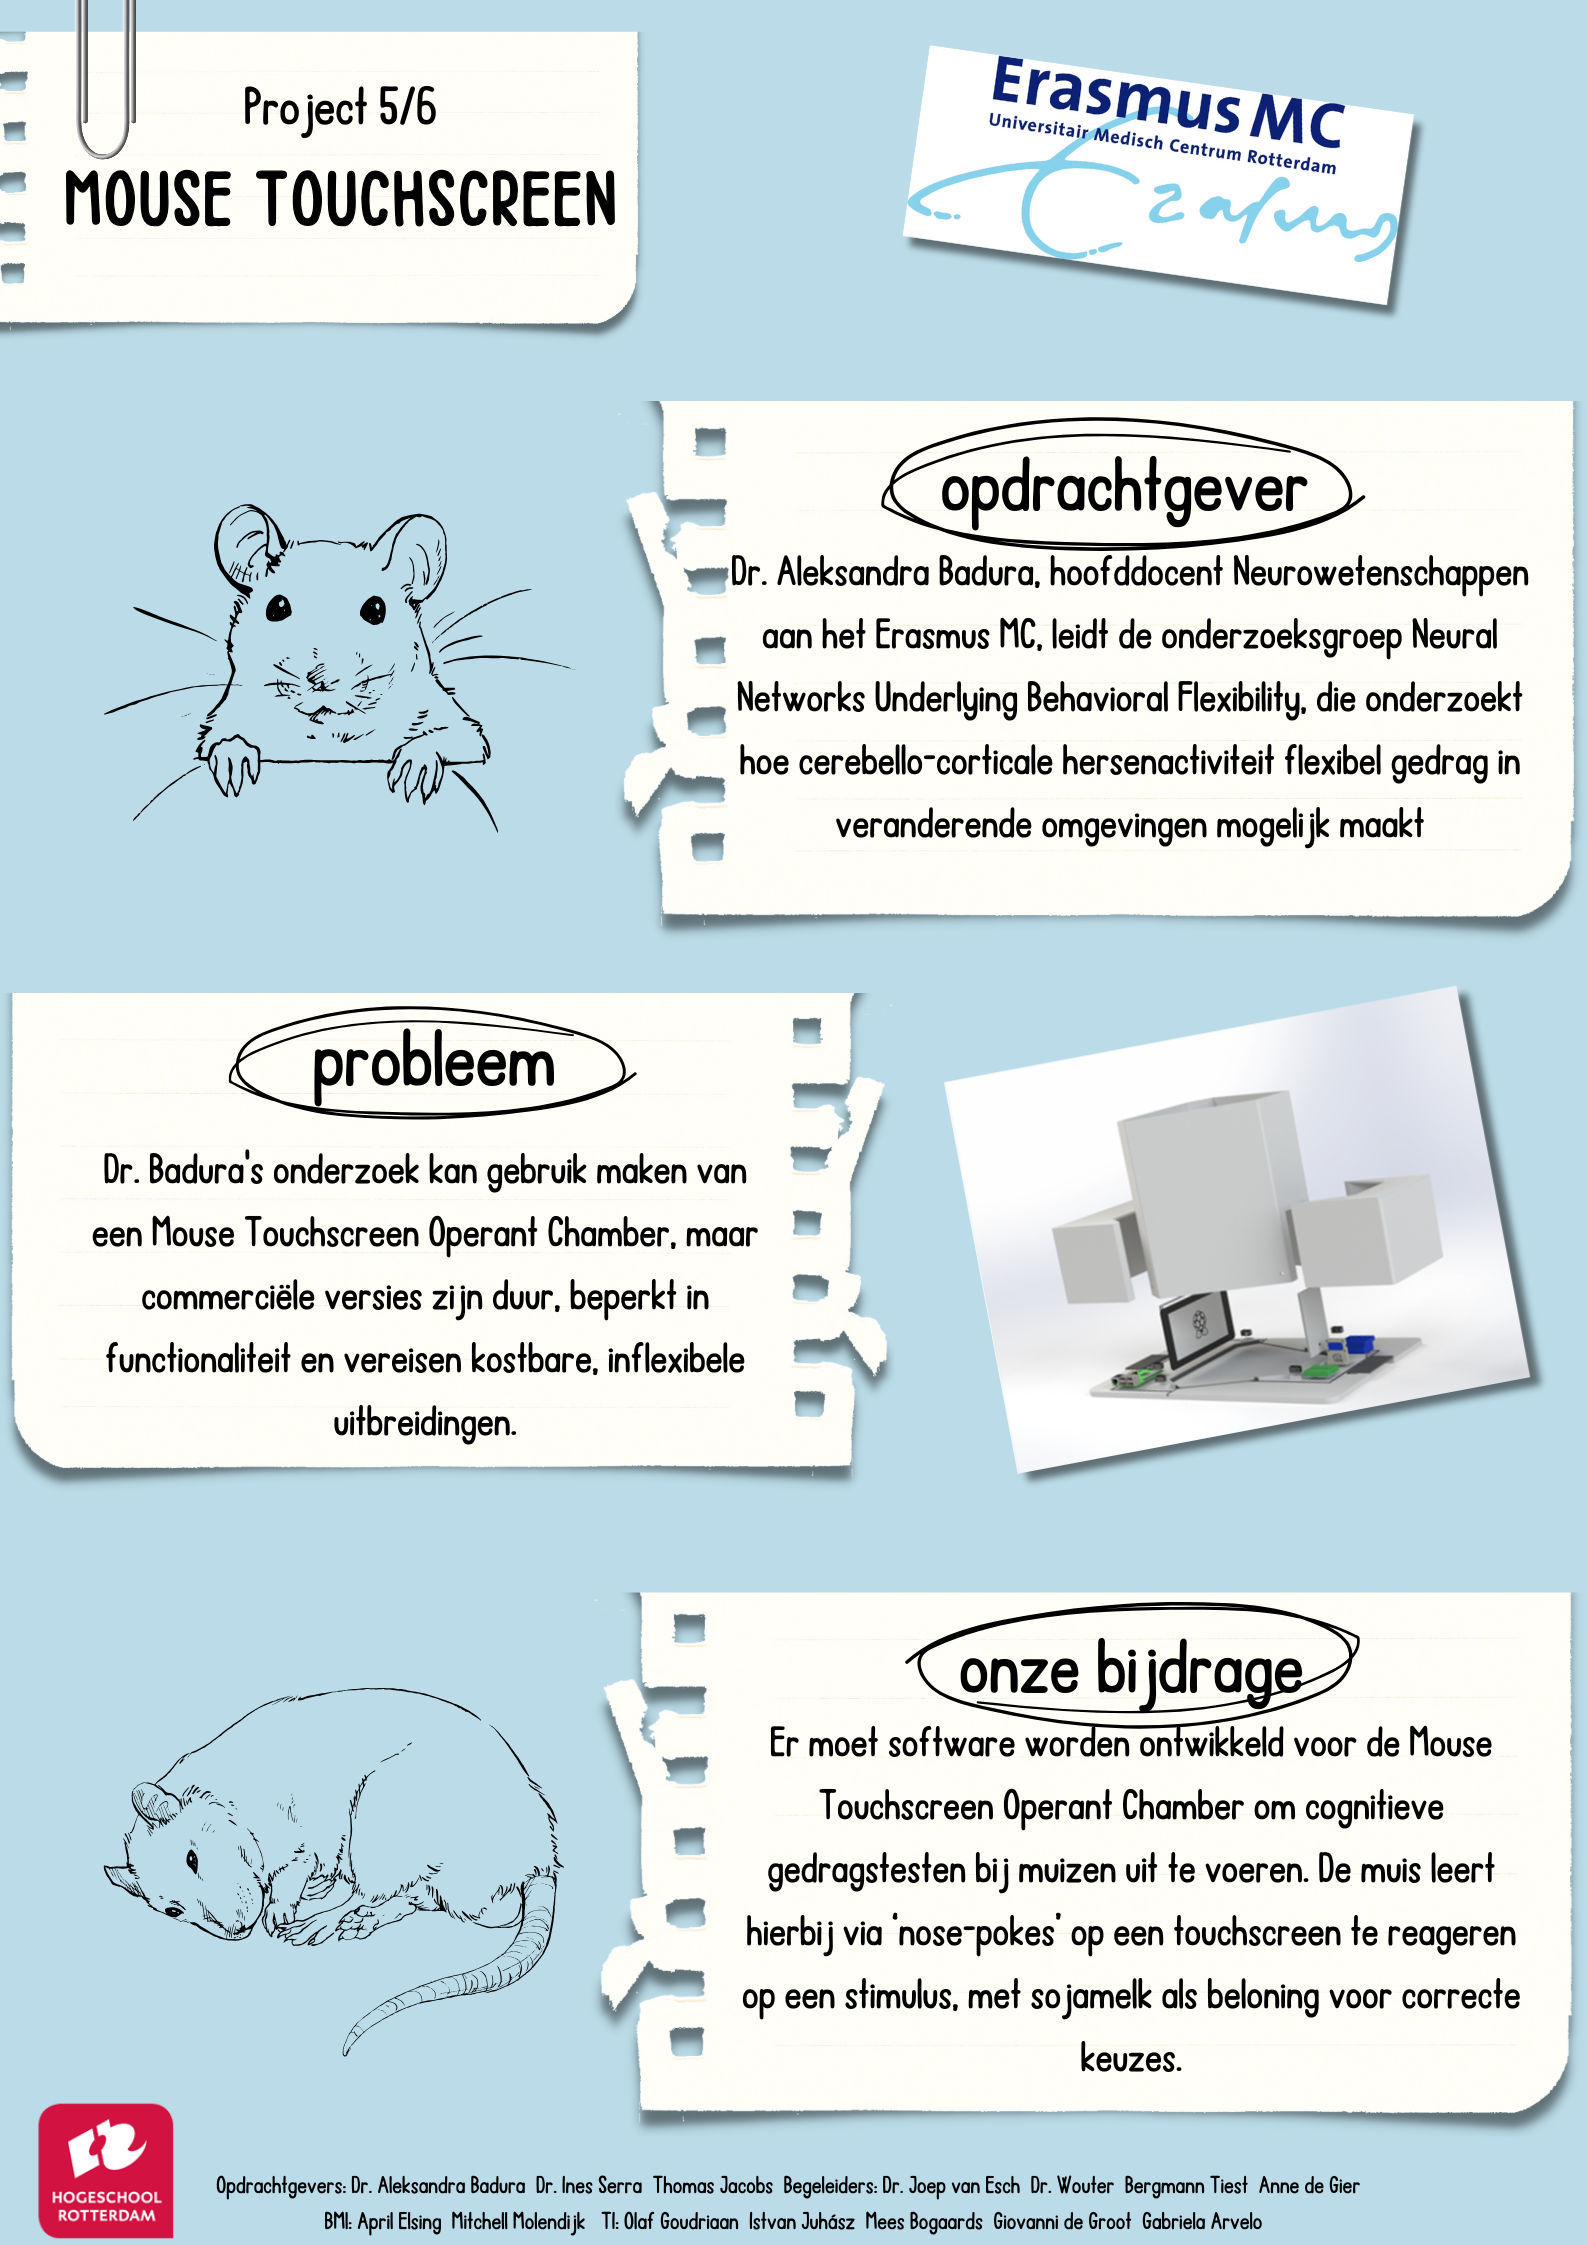 Project 5/6
MOUSE TOUCHSCREEN
Erasmus MC
Universitair Medisch Centrum Rotterdam
Erasmus
opdrachtgever
Dr. Aleksandra Badura, hoofddocent Neurowetenschappen
aan het Erasmus MC, leidt de onderzoeksgroep Neural
Networks Underlying Behavioral Flexibility, die onderzoekt
hoe cerebello-corticale hersenactiviteit flexibel gedrag in
veranderende omgevingen mogelijk maakt
probleem
Dr. Badura's onderzoek kan gebruik maken van
een Mouse Touchscreen Operant Chamber, maar
commerciële versies zijn duur, beperkt in
functionaliteit en vereisen kostbare, inflexibele
uitbreidingen.
onze bijdrage
Er moet software worden ontwikkeld voor de Mouse
Touchscreen Operant Chamber om cognitieve
gedragstesten bij muizen uit te voeren. De muis leert
hierbij via 'nose-pokes' op een touchscreen te reageren
op een stimulus, met sojamelk als beloning voor correcte
keuzes.
HOGESCHOOL
ROTTERDAM
Opdrachtgevers: Dr. Aleksandra Badura Dr. Ines Serra Thomas Jacobs Begeleiders: Dr. Joep van Esch Dr. Wouter Bergmann Tiest Anne de Gier
BMI: April Elsing Mitchell Molendijk TI: Olaf Goudriaan Istvan Juhász Mees Bogaards Giovanni de Groot Gabriela Arvelo